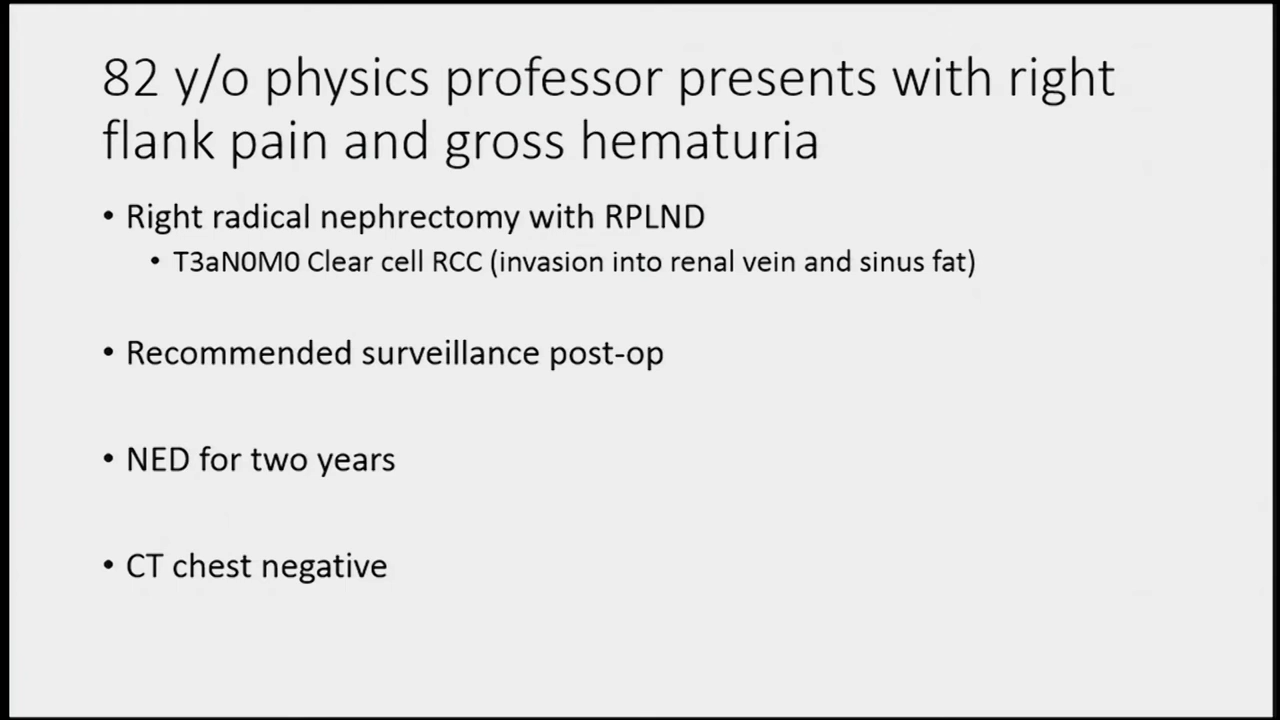 82 y/o physics professor presents with right
flank pain and gross hematuria
• Right radical nephrectomy with RPLND
• T3aN0M0 Clear cell RCC (invasion into renal vein and sinus fat)
• Recommended surveillance post-op
• NED for two years
• CT chest negative